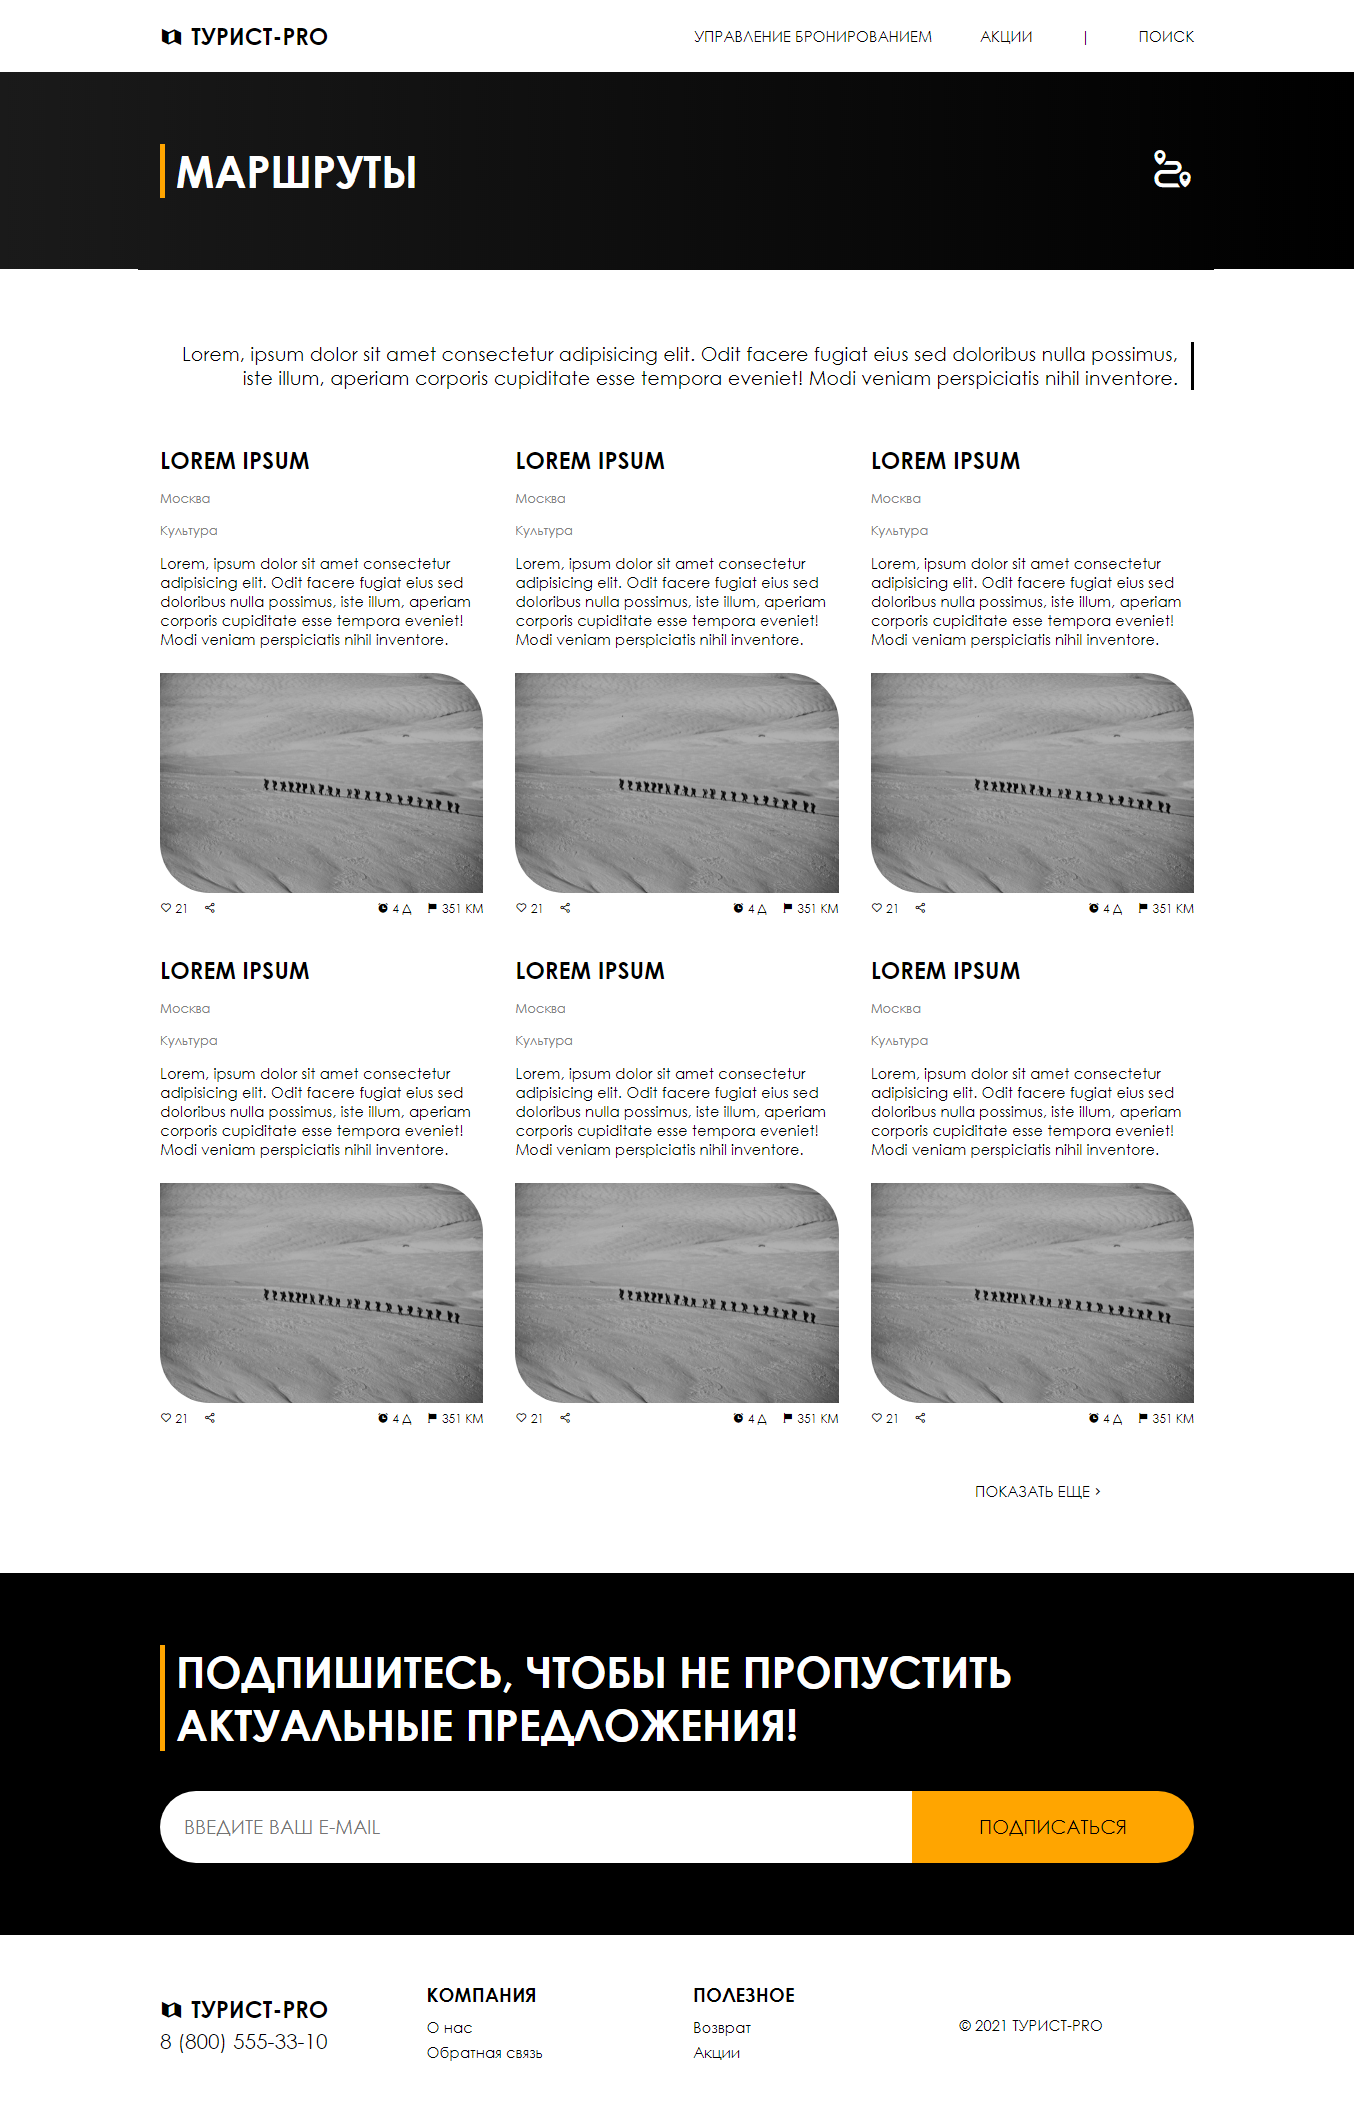 ТУРИСТ-PRO
УПРАВЛЕНИЕ БРОНИРОВАНИЕМ АКЦИИ | ПОИСК
МАРШРУТЫ
Lorem, ipsum dolor sit amet consectetur adipisicing elit. Odit facere fugiat eius sed doloribus nulla possimus,
iste illum, aperiam corporis cupiditate esse tempora eveniet! Modi veniam perspiciatis nihil inventore.
LOREM IPSUM
Москва
Культура
Lorem, ipsum dolor sit amet consectetur
adipisicing elit. Odit facere fugiat eius sed
doloribus nulla possimus, iste illum, aperiam
corporis cupiditate esse tempora eveniet!
Modi veniam perspiciatis nihil inventore.
21 4 Д 351 КМ
LOREM IPSUM
Москва
Культура
Lorem, ipsum dolor sit amet consectetur
adipisicing elit. Odit facere fugiat eius sed
doloribus nulla possimus, iste illum, aperiam
corporis cupiditate esse tempora eveniet!
Modi veniam perspiciatis nihil inventore.
21 4 Д 351 КМ
LOREM IPSUM
Москва
Культура
Lorem, ipsum dolor sit amet consectetur
adipisicing elit. Odit facere fugiat eius sed
doloribus nulla possimus, iste illum, aperiam
corporis cupiditate esse tempora eveniet!
Modi veniam perspiciatis nihil inventore.
21 4 Д 351 КМ
LOREM IPSUM
Москва
Культура
Lorem, ipsum dolor sit amet consectetur
adipisicing elit. Odit facere fugiat eius sed
doloribus nulla possimus, iste illum, aperiam
corporis cupiditate esse tempora eveniet!
Modi veniam perspiciatis nihil inventore.
21 4 Д 351 КМ
LOREM IPSUM
Москва
Культура
Lorem, ipsum dolor sit amet consectetur
adipisicing elit. Odit facere fugiat eius sed
doloribus nulla possimus, iste illum, aperiam
corporis cupiditate esse tempora eveniet!
Modi veniam perspiciatis nihil inventore.
21 4 Д 351 КМ
LOREM IPSUM
Москва
Культура
Lorem, ipsum dolor sit amet consectetur
adipisicing elit. Odit facere fugiat eius sed
doloribus nulla possimus, iste illum, aperiam
corporis cupiditate esse tempora eveniet!
Modi veniam perspiciatis nihil inventore.
21 4 Д 351 КМ
ПОКАЗАТЬ ЕЩЕ ›
ПОДПИШИТЕСЬ, ЧТОБЫ НЕ ПРОПУСТИТЬ
АКТУАЛЬНЫЕ ПРЕДЛОЖЕНИЯ!
ВВЕДИТЕ ВАШ E-MAIL
ПОДПИСАТЬСЯ
ТУРИСТ-PRO
8 (800) 555-33-10
КОМПАНИЯ
О нас
Обратная связь
ПОЛЕЗНОЕ
Возврат
Акции
© 2021 ТУРИСТ-PRO